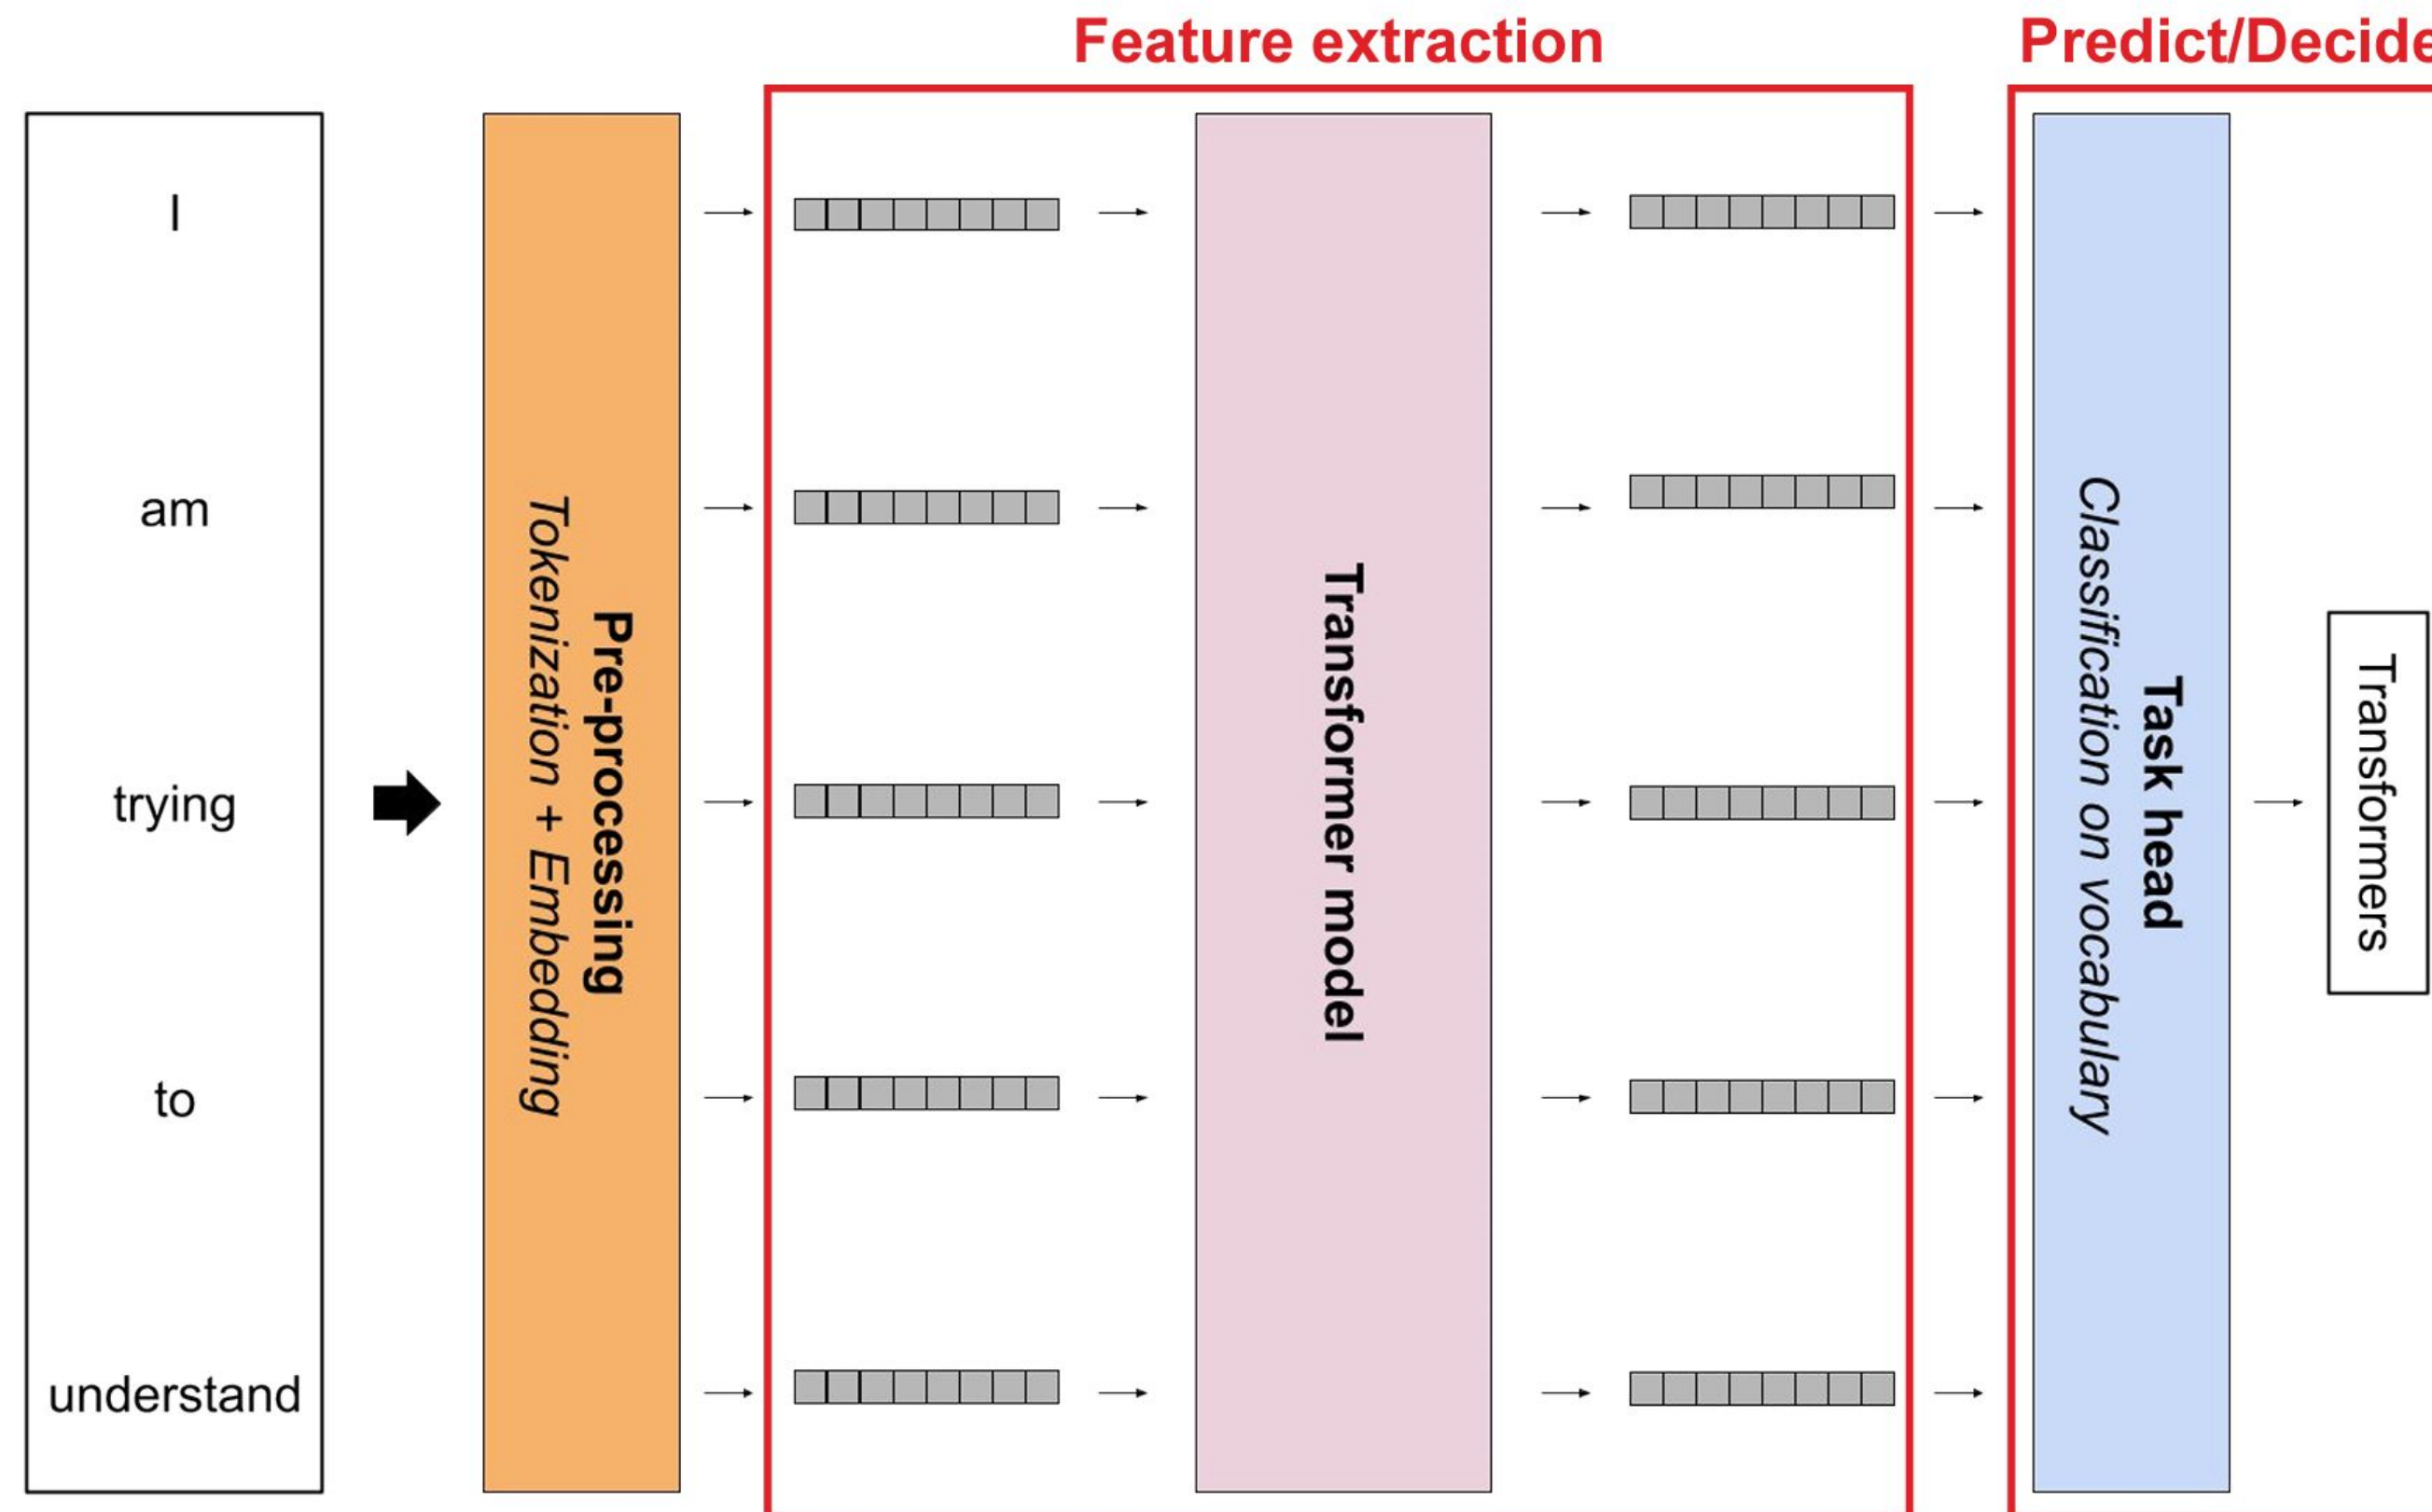 Feature extraction
Predict/Decide
I
am
trying
to
understand
Pre-processing
Tokenization + Embedding
Transformer model
Task head
Classification on vocabulary
Transformers